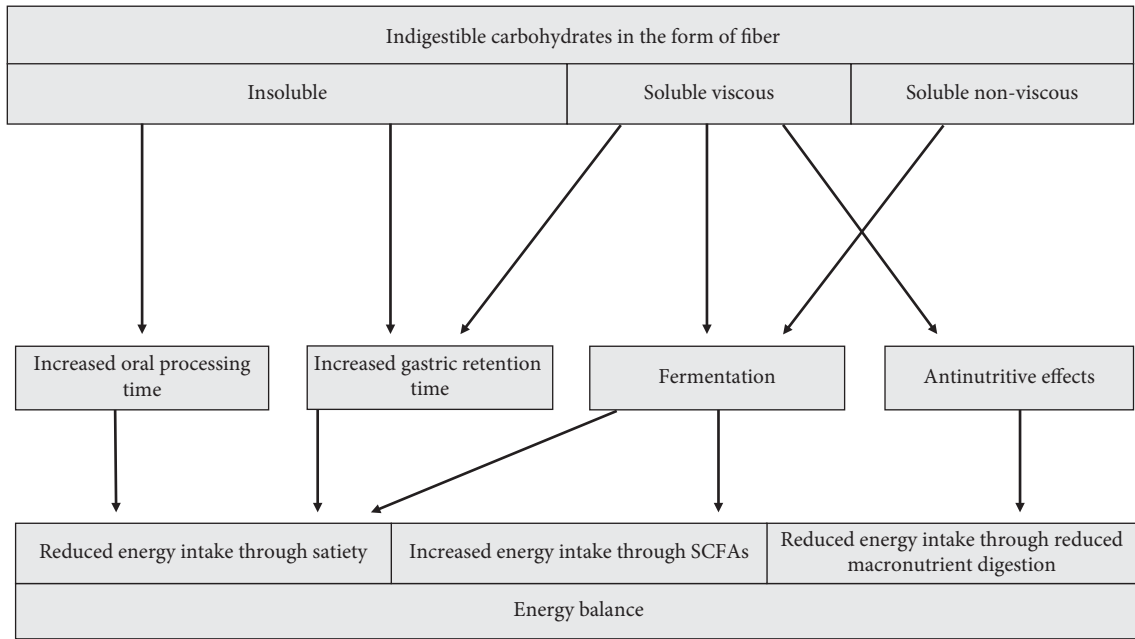 Indigestible carbohydrates in the form of fiber
Insoluble
Soluble viscous
Soluble non-viscous
Increased oral processing
time
Increased gastric retention
time
Fermentation
Antinutritive effects
Reduced energy intake through satiety
Increased energy intake through SCFAs
Reduced energy intake through reduced
macronutrient digestion
Energy balance